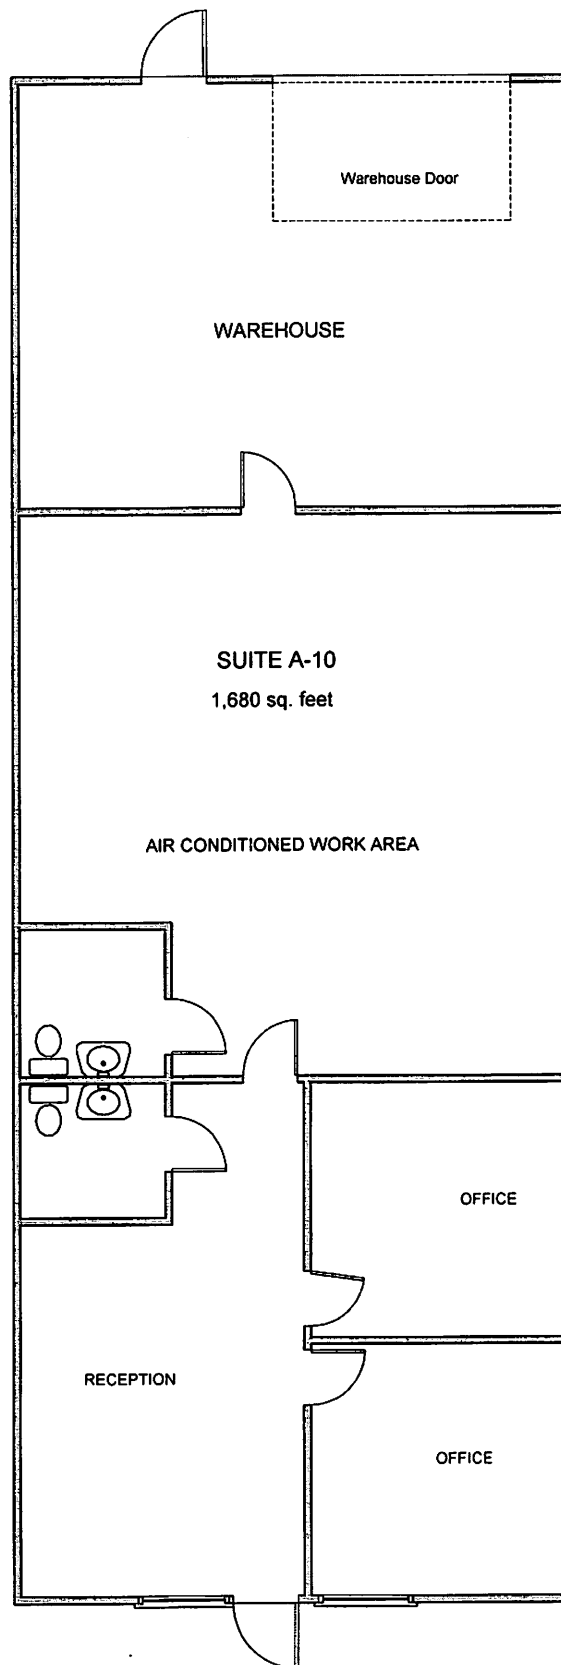 Warehouse Door
WAREHOUSE
SUITE A-10
1,680 sq. feet
AIR CONDITIONED WORK AREA
OFFICE
RECEPTION
OFFICE